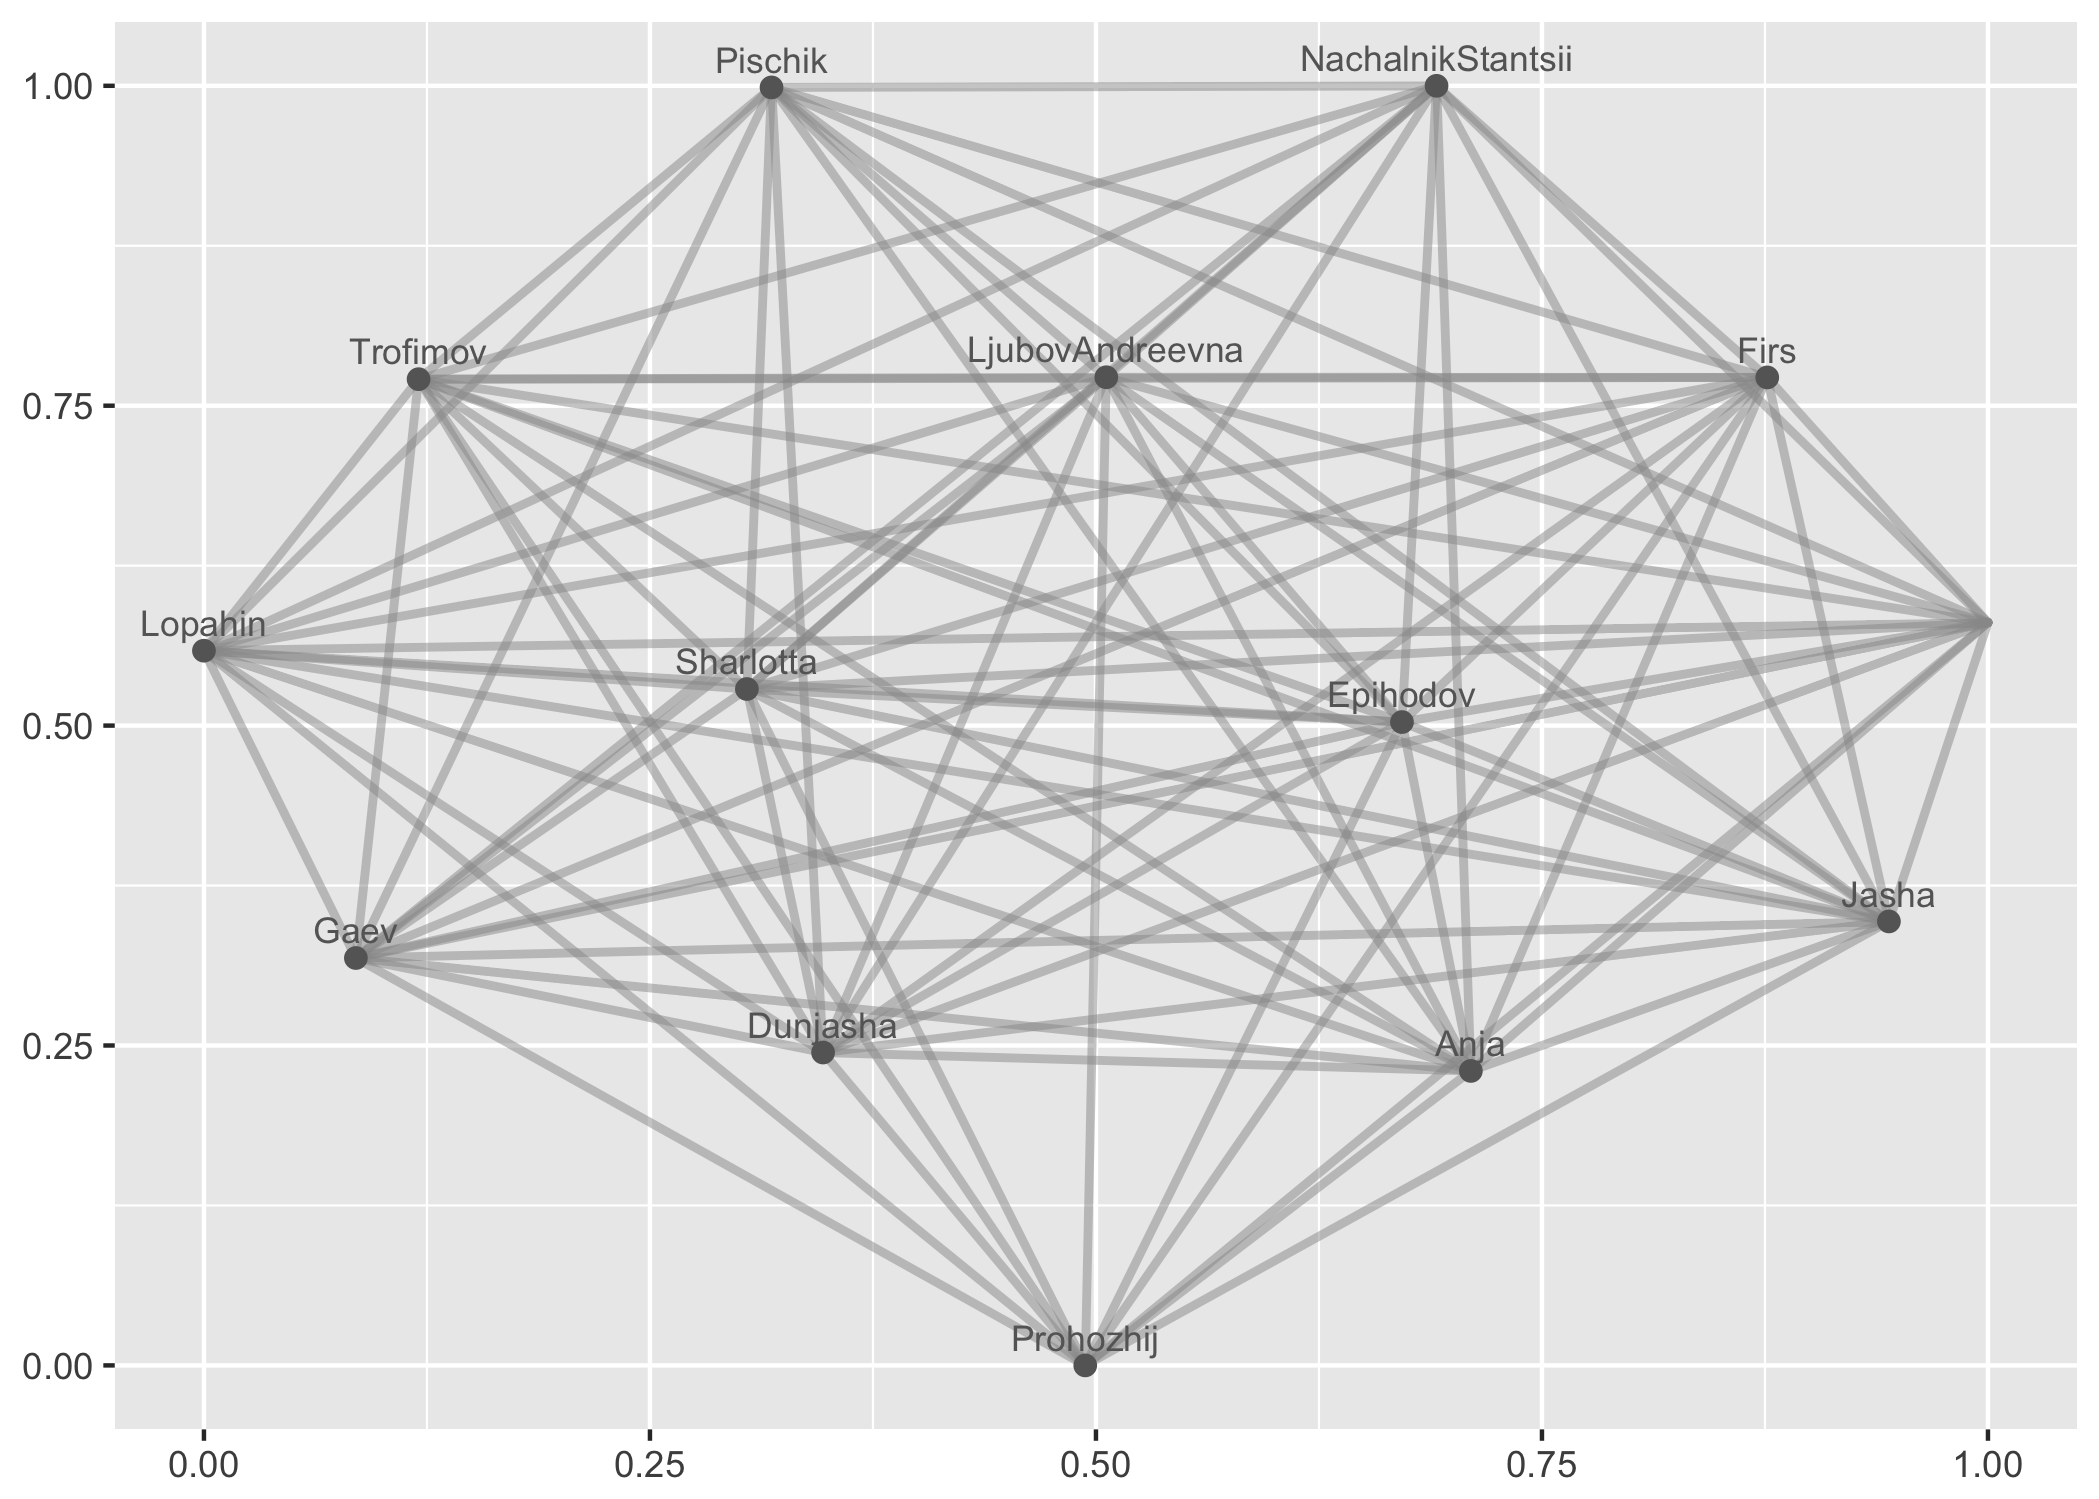 Pischik
NachalnikStantsii
1.00
Trofimov
LjubovAndreevna
Firs
0.75
Lopahin
Sharlotta
Epihodov
0.50
Jasha
Gaev
Dunjasha
Anja
0.25
Prohozhij
0.00
0.00 0.25 0.50 0.75 1.00